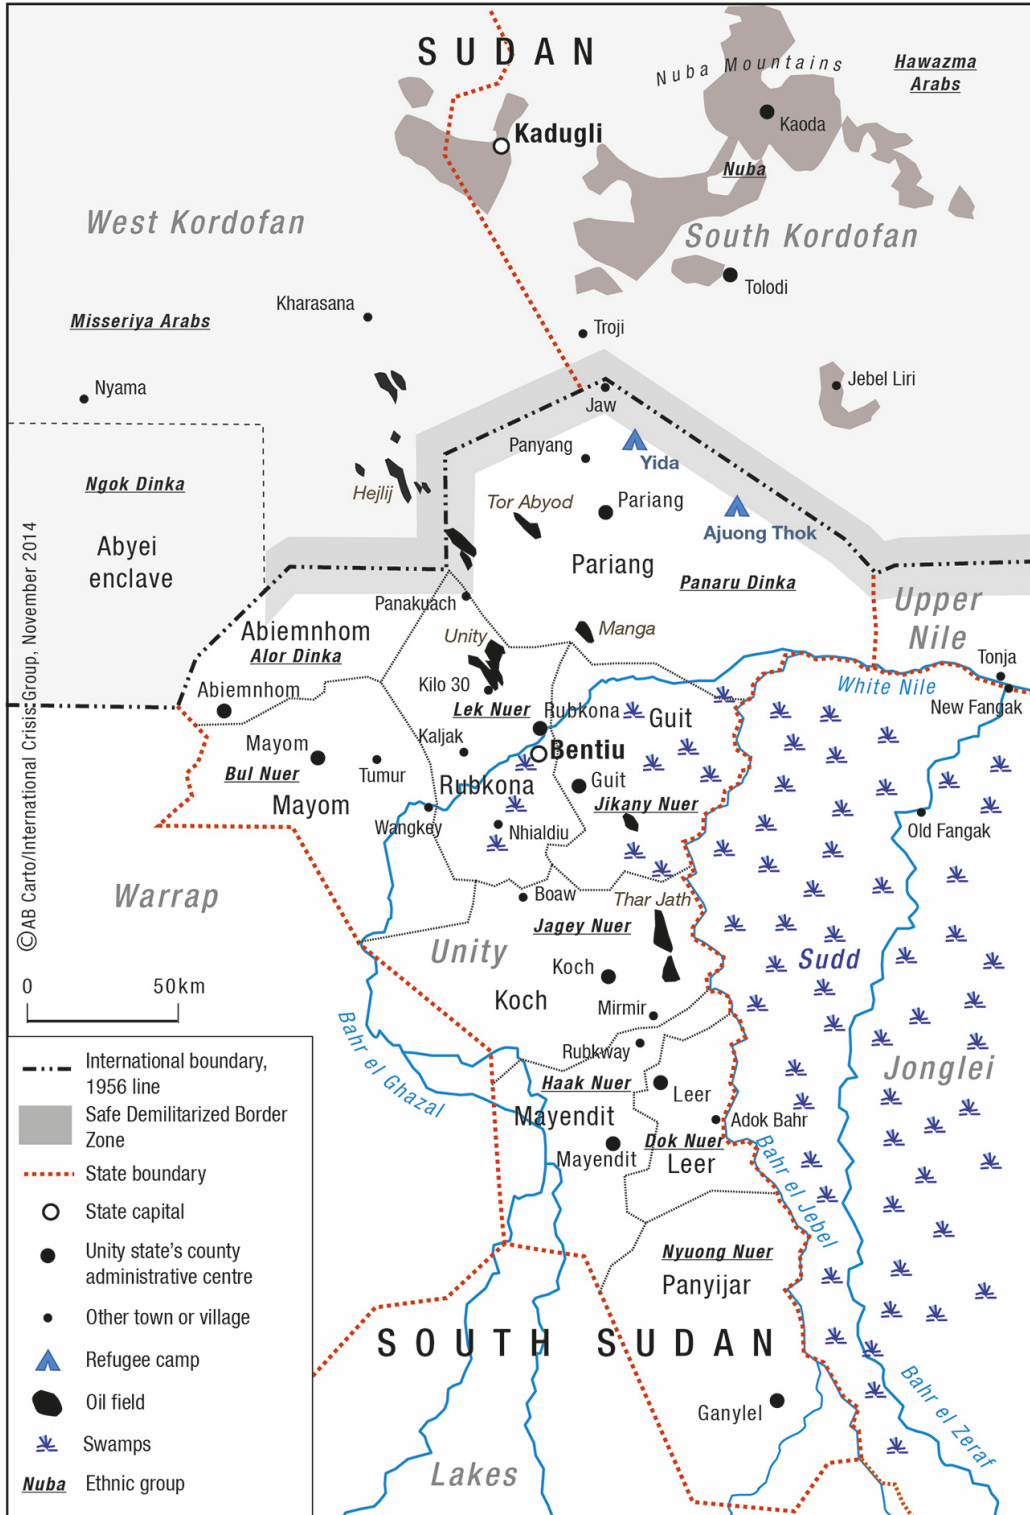 SUDAN
Nuba Mountains
Hawazma
Arabs
Kaoda
Kadugli
Nuba
West Kordofan
South Kordofan
Tolodi
Kharasana
Misseriya Arabs
Troji
Nyama
Jebel Liri
Jaw
Panyang
Yida
Ngok Dinka
Hejlij
Tor Abyod
Pariang
Ajuong Thok
Abyei
enclave
Pariang
Panaru Dinka
Panakuach
Upper
Nile
Abiemnhom
Alor Dinka
Unity
Manga
Tonja
Kilo 30
White Nile
Abiemnhom
Lek Nuer
Rubkona
Guit
New Fangak
Mayom
Kaljak
Bentiu
Bul Nuer
Tumur
Rubkona
Guit
Mayom
Jikany Nuer
Wangkey
Nhialdiu
Old Fangak
Warrap
Boaw
Thar Jath
Jagey Nuer
Unity
Sudd
Koch
Koch
Mirmir
Bahr el Ghazal
Rubkway
Jonglei
Haak Nuer
Leer
Mayendit
Adok Bahr
Dok Nuer
Mayendit
Leer
Bahr el Jebel
Nyuong Nuer
Panyijar
SOUTH SUDAN
Ganylel
Bahr el Zeraf
Lakes
©AB Carto/International Crisis Group, November 2014
0 50km
International boundary,
1956 line
Safe Demilitarized Border
Zone
State boundary
State capital
Unity state's county
administrative centre
Other town or village
Refugee camp
Oil field
Swamps
Nuba Ethnic group